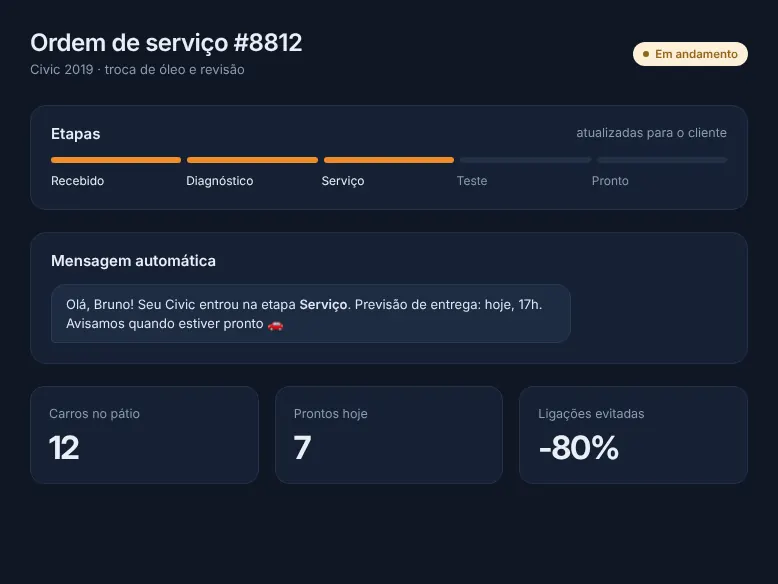 Ordem de serviço #8812
Civic 2019 · troca de óleo e revisão
Em andamento
Etapas
atualizadas para o cliente
Recebido
Diagnóstico
Serviço
Teste
Pronto
Mensagem automática
Olá, Bruno! Seu Civic entrou na etapa Serviço. Previsão de entrega: hoje, 17h.
Avisamos quando estiver pronto 🚗
Carros no pátio
12
Prontos hoje
7
Ligações evitadas
-80%